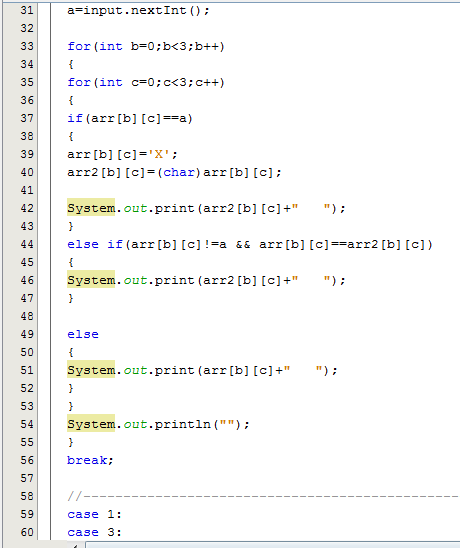 31 a=input.nextInt();
32
33 for(int b=0;b<3;b++)
34 {
35 for(int c=0;c<3;c++)
36 {
37 if(arr[b][c]==a)
38 {
39 arr[b][c]='X';
40 arr2[b][c]=(char)arr[b][c];
41
42 System.out.print(arr2[b][c]+"   ");
43 }
44 else if(arr[b][c]!=a && arr[b][c]==arr2[b][c])
45 {
46 System.out.print(arr2[b][c]+"   ");
47 }
48
49 else
50 {
51 System.out.print(arr[b][c]+"   ");
52 }
53 }
54 System.out.println("");
55 }
56 break;
57
58 //-----------------------------------------------
59 case 1:
60 case 3: